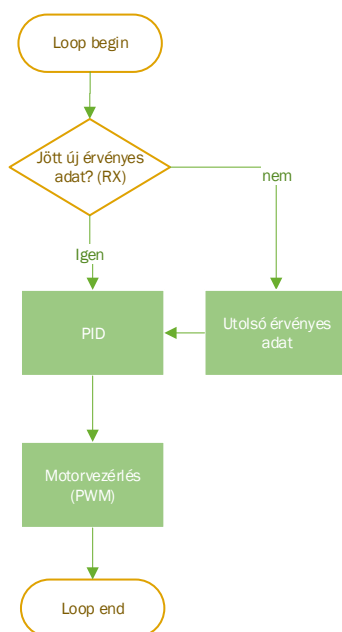 Loop begin
Jött új érvényes
adat? (RX)
nem
Igen
PID
Utolsó érvényes
adat
Motorvezérlés
(PWM)
Loop end